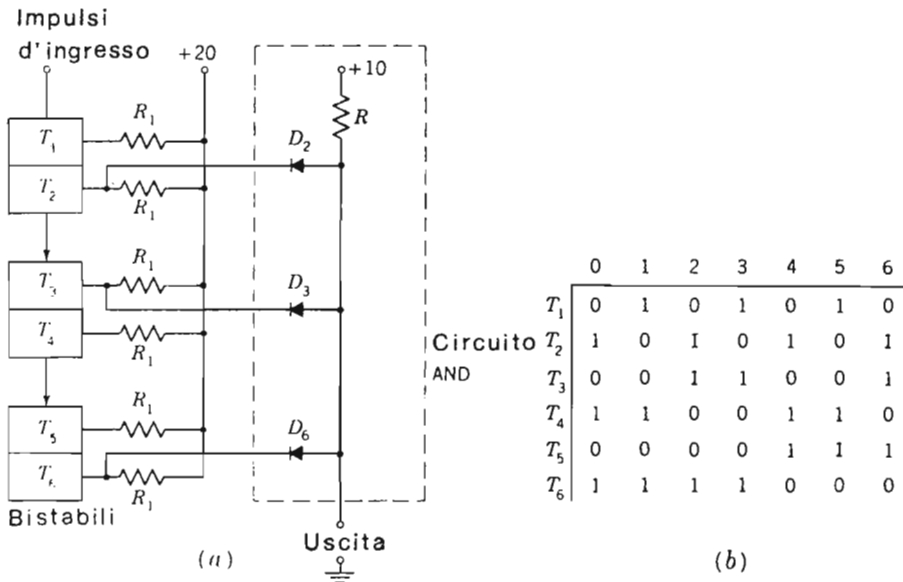 Impulsi
d'ingresso
+20
+10
R₁
R
T₁
D₂
T₂
R₁
R₁
T₃
D₃
T₄
R₁
Circuito
AND
R₁
T₅
D₆
T₆
R₁
Bistabili
Uscita
(a)
0 1 2 3 4 5 6
T₁ 0 1 0 1 0 1 0
T₂ 1 0 1 0 1 0 1
T₃ 0 0 1 1 0 0 1
T₄ 1 1 0 0 1 1 0
T₅ 0 0 0 0 1 1 1
T₆ 1 1 1 1 0 0 0
(b)